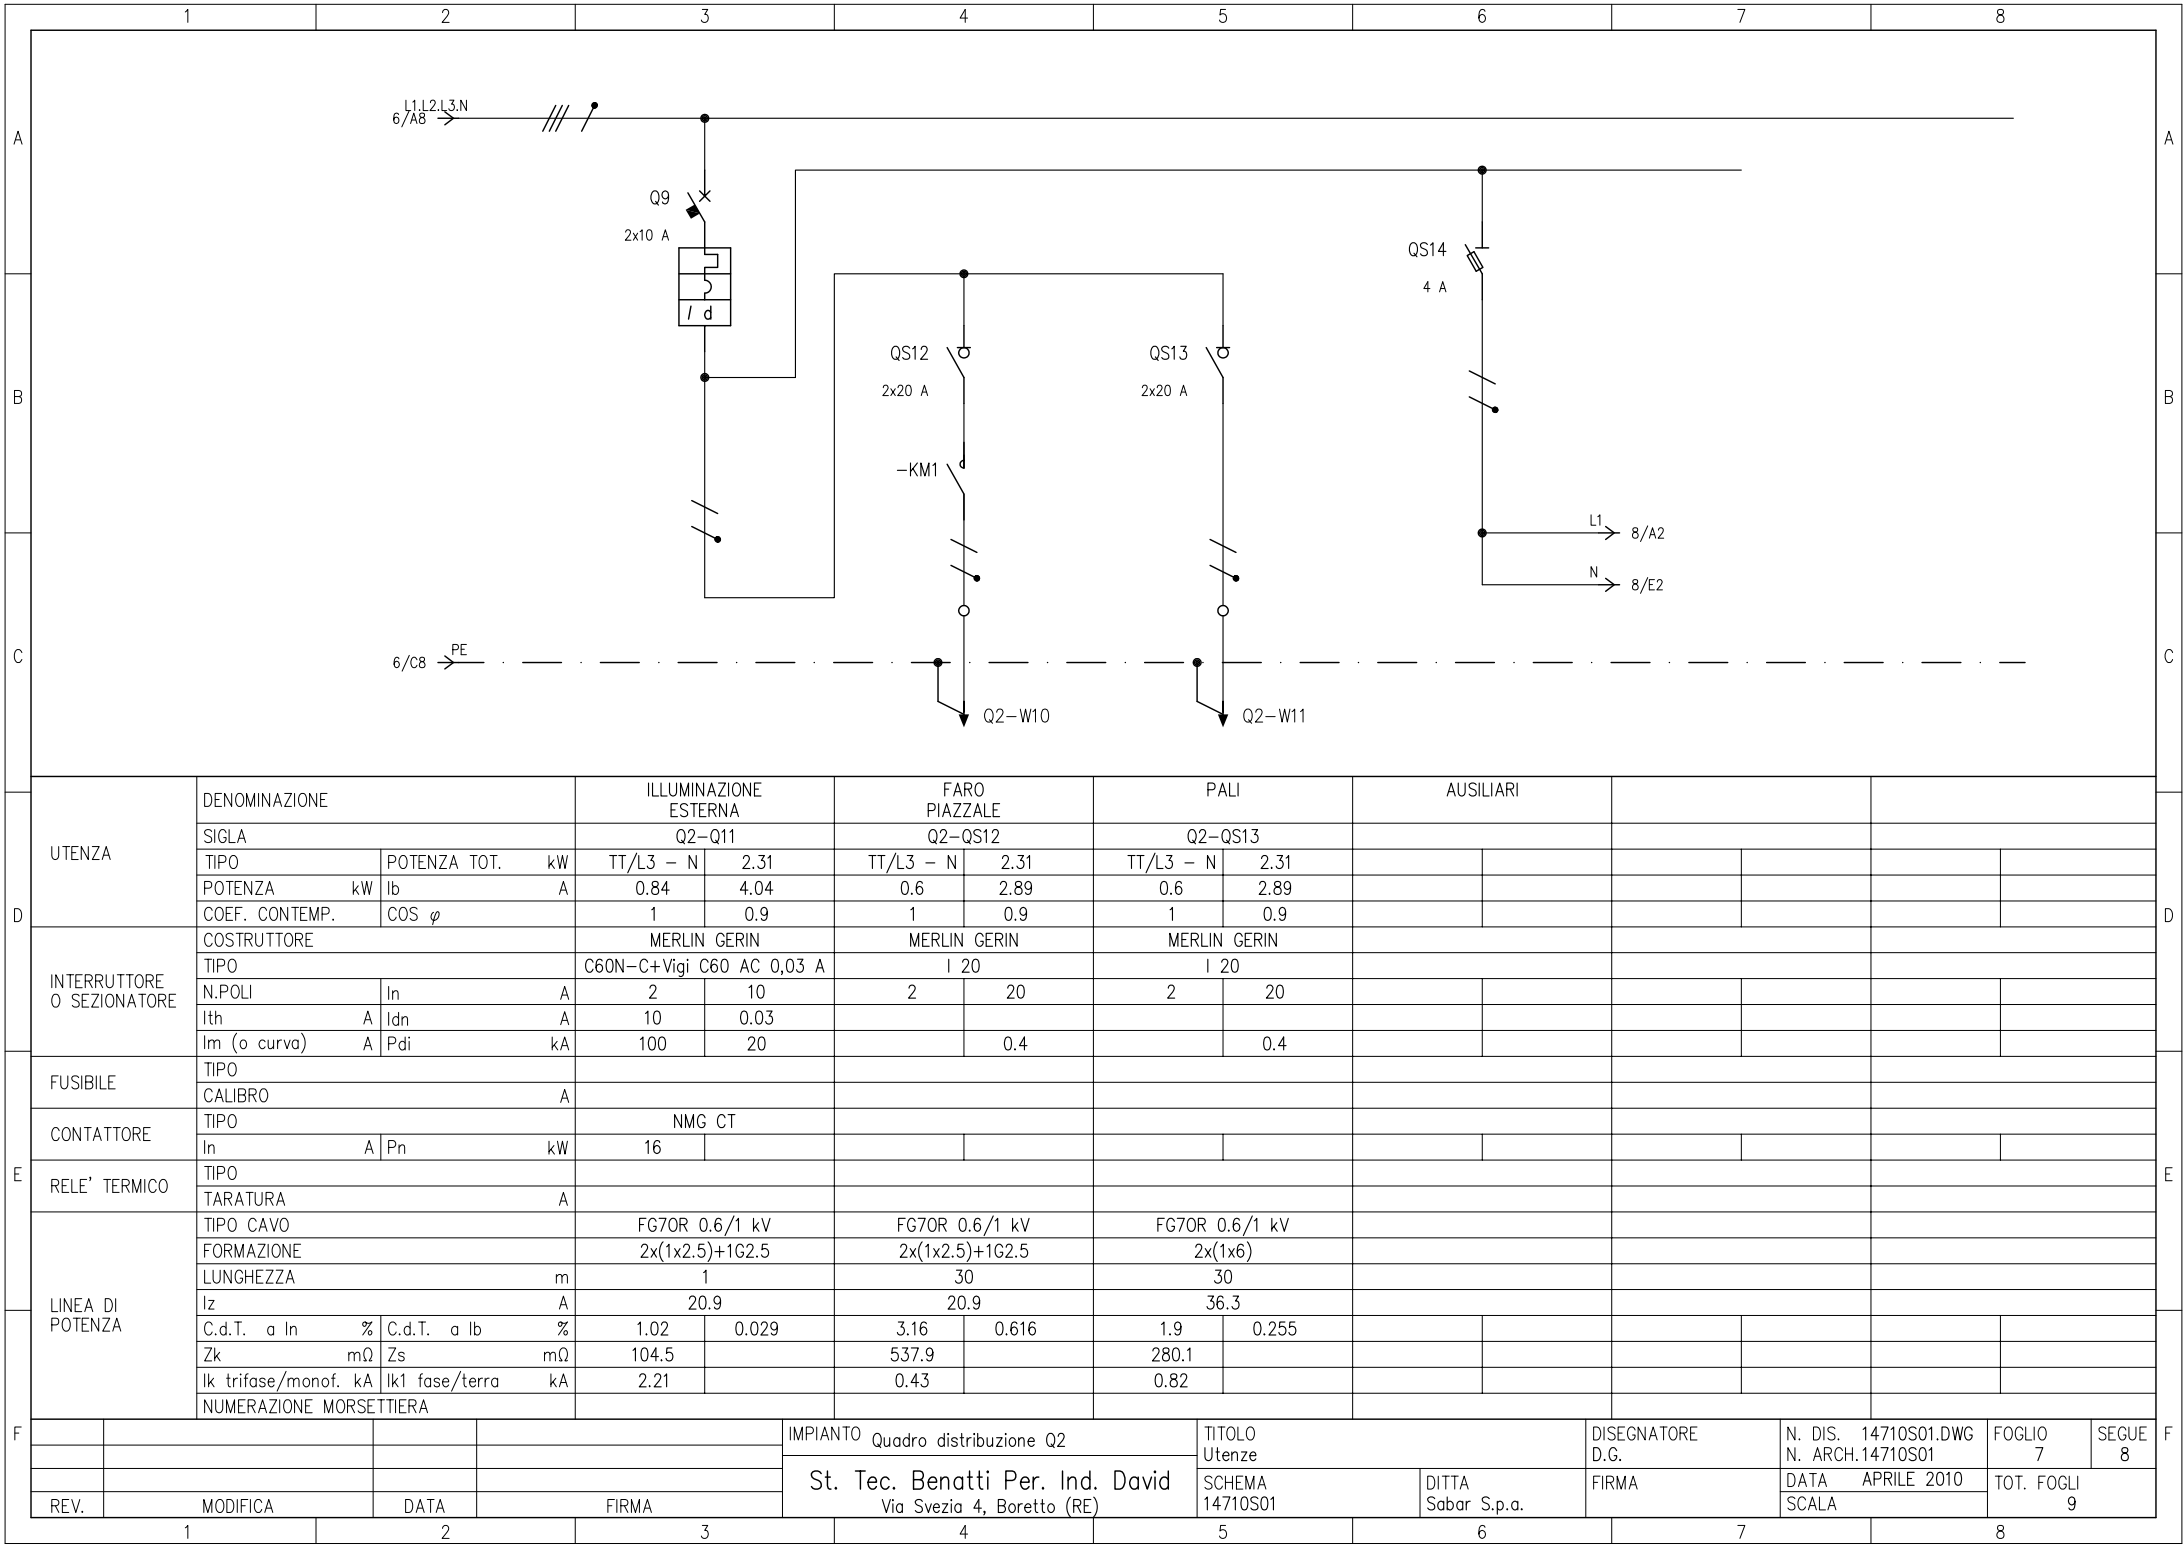 1 2 3 4 5 6 7 8
L1.L2.L3.N
6/A8
A A
Q9
2x10 A
I d
QS14
4 A
QS12
2x20 A
QS13
2x20 A
B B
-KM1
L1
8/A2
N
8/E2
PE
6/C8
C C
Q2-W10
Q2-W11
UTENZA
DENOMINAZIONE ILLUMINAZIONE ESTERNA FARO PIAZZALE PALI AUSILIARI
SIGLA Q2-Q11 Q2-QS12 Q2-QS13
TIPO POTENZA TOT. kW TT/L3 - N 2.31 TT/L3 - N 2.31 TT/L3 - N 2.31
POTENZA kW Ib A 0.84 4.04 0.6 2.89 0.6 2.89
COEF. CONTEMP. COS φ 1 0.9 1 0.9 1 0.9
D D
INTERRUTTORE
O SEZIONATORE
COSTRUTTORE MERLIN GERIN MERLIN GERIN MERLIN GERIN
TIPO C60N-C+Vigi C60 AC 0,03 A I 20 I 20
N.POLI In A 2 10 2 20 2 20
Ith A Idn A 10 0.03
Im (o curva) A Pdi kA 100 20 0.4 0.4
FUSIBILE
TIPO
CALIBRO A
CONTATTORE
TIPO NMG CT
In A Pn kW 16
E E
RELE' TERMICO
TIPO
TARATURA A
LINEA DI
POTENZA
TIPO CAVO FG7OR 0.6/1 kV FG7OR 0.6/1 kV FG7OR 0.6/1 kV
FORMAZIONE 2x(1x2.5)+1G2.5 2x(1x2.5)+1G2.5 2x(1x6)
LUNGHEZZA m 1 30 30
Iz A 20.9 20.9 36.3
C.d.T. a In % C.d.T. a Ib % 1.02 0.029 3.16 0.616 1.9 0.255
Zk mΩ Zs mΩ 104.5 537.9 280.1
Ik trifase/monof. kA Ik1 fase/terra kA 2.21 0.43 0.82
NUMERAZIONE MORSETTIERA
F F
REV. MODIFICA DATA FIRMA
IMPIANTO Quadro distribuzione Q2
St. Tec. Benatti Per. Ind. David
Via Svezia 4, Boretto (RE)
TITOLO
Utenze
SCHEMA
14710S01
DITTA
Sabar S.p.a.
DISEGNATORE
D.G.
FIRMA
N. DIS. 14710S01.DWG
N. ARCH.14710S01
DATA APRILE 2010
SCALA
FOGLIO
7
SEGUE
8
TOT. FOGLI
9
1 2 3 4 5 6 7 8